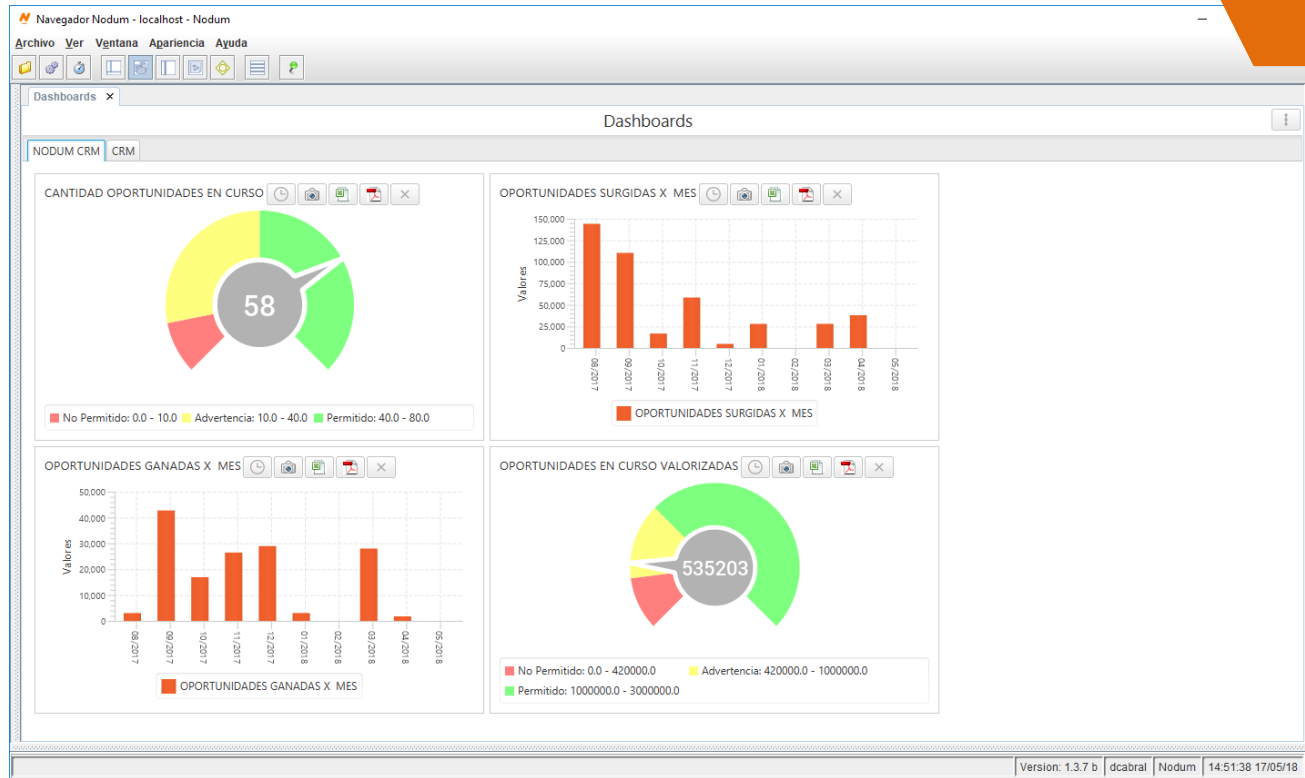 Navegador Nodum - localhost - Nodum
Archivo Ver Ventana Apariencia Ayuda
Dashboards
Dashboards
NODUM CRM CRM
CANTIDAD OPORTUNIDADES EN CURSO
58
No Permitido: 0.0 - 10.0 Advertencia: 10.0 - 40.0 Permitido: 40.0 - 80.0
OPORTUNIDADES SURGIDAS X MES
150,000
125,000
100,000
75,000
50,000
25,000
0
Valores
08/2017 09/2017 10/2017 11/2017 12/2017 01/2018 02/2018 03/2018 04/2018 05/2018
OPORTUNIDADES SURGIDAS X MES
OPORTUNIDADES GANADAS X MES
50,000
40,000
30,000
20,000
10,000
0
Valores
08/2017 09/2017 10/2017 11/2017 12/2017 01/2018 02/2018 03/2018 04/2018 05/2018
OPORTUNIDADES GANADAS X MES
OPORTUNIDADES EN CURSO VALORIZADAS
535203
No Permitido: 0.0 - 420000.0 Advertencia: 420000.0 - 1000000.0
Permitido: 1000000.0 - 3000000.0
Version: 1.3.7 b dcabral Nodum 14:51:38 17/05/18